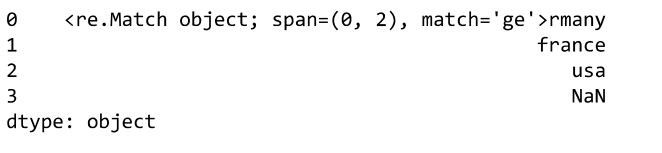 0 <re.Match object; span=(0, 2), match='ge'>rmany
1 france
2 usa
3 NaN
dtype: object